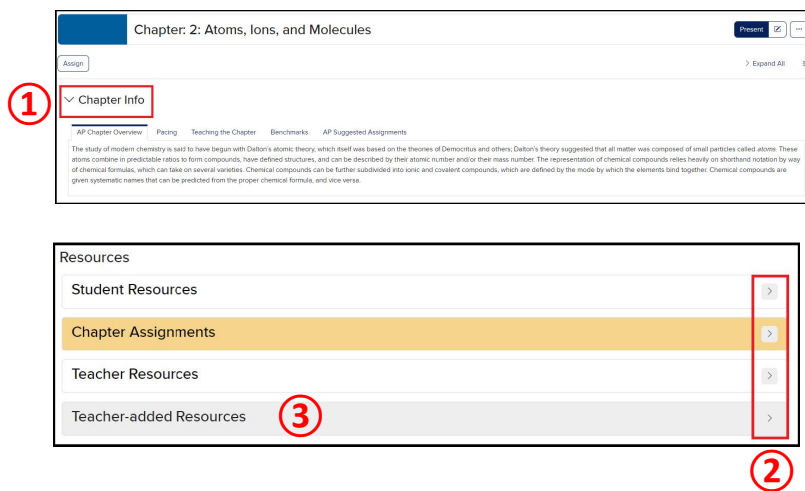 Chapter: 2: Atoms, Ions, and Molecules
Present
Assign
Expand All
1
Chapter Info
AP Chapter Overview Pacing Teaching the Chapter Benchmarks AP Suggested Assignments
The study of modern chemistry is said to have begun with Dalton's atomic theory, which itself was based on the theories of Democritus and others; Dalton's theory suggested that all matter was composed of small particles called atoms. These
atoms combine in predictable ratios to form compounds, have defined structures, and can be described by their atomic number and/or their mass number. The representation of chemical compounds relies heavily on shorthand notation by way
of chemical formulas, which can take on several varieties. Chemical compounds can be further subdivided into ionic and covalent compounds, which are defined by the mode by which the elements bind together. Chemical compounds are
given systematic names that can be predicted from the proper chemical formula, and vice versa.
Resources
Student Resources
Chapter Assignments
Teacher Resources
Teacher-added Resources
3
2